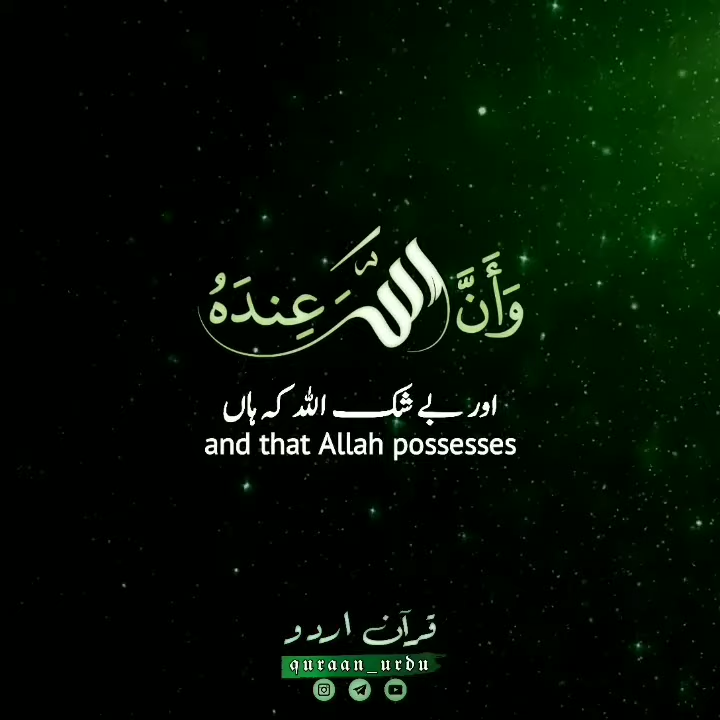 وَأَنَّ اللَّهَ عِندَهُ
اور بے شک اللہ کہ ہاں
and that Allah possesses
قرآن اردو
quraan_urdu